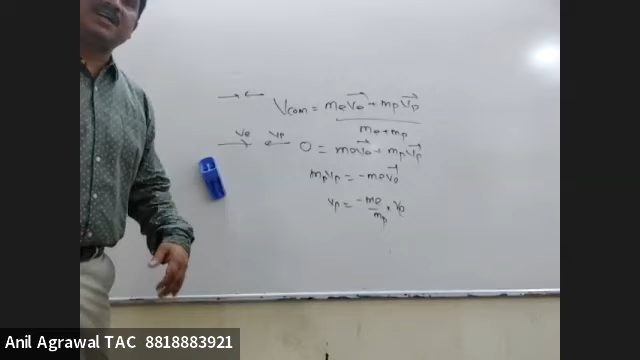 → ← Vcom = meve→ + mpvp→
me + mp
ve vp 0 = meve→ + mpvp→
mpvp = -meve→
vp = -me/mp × ve
Anil Agrawal TAC 8818883921